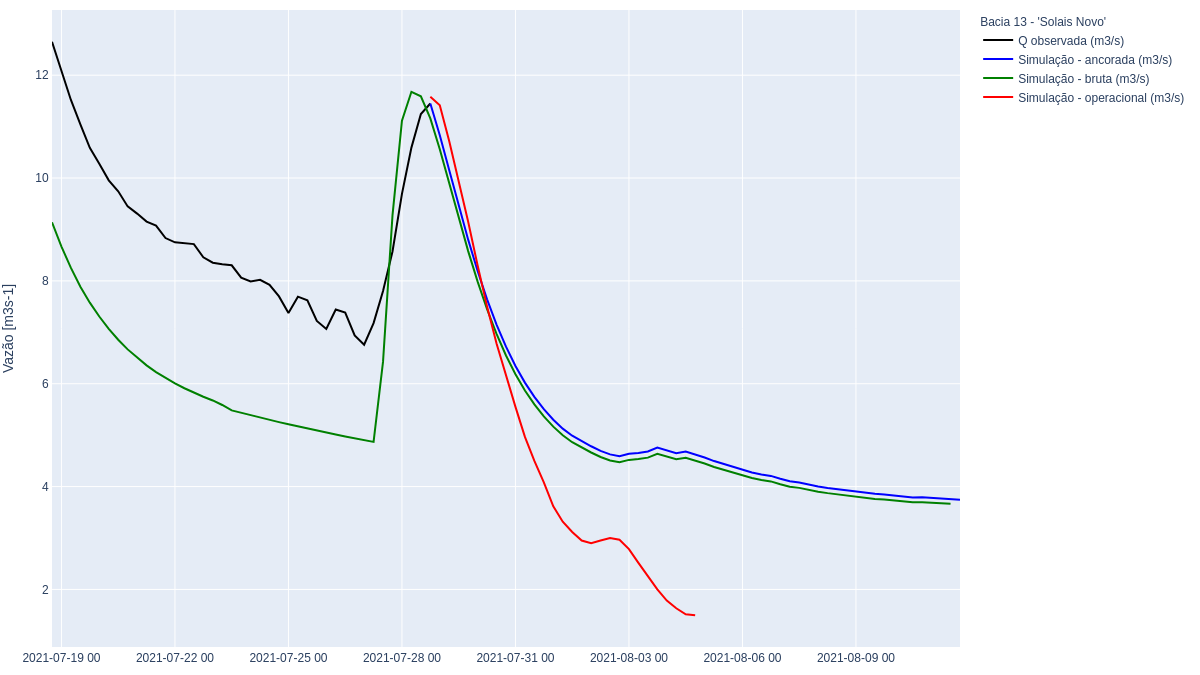 Bacia 13 - 'Solais Novo'
Q observada (m3/s)
Simulação - ancorada (m3/s)
Simulação - bruta (m3/s)
Simulação - operacional (m3/s)
Vazão [m3s-1]
12
10
8
6
4
2
2021-07-19 00
2021-07-22 00
2021-07-25 00
2021-07-28 00
2021-07-31 00
2021-08-03 00
2021-08-06 00
2021-08-09 00